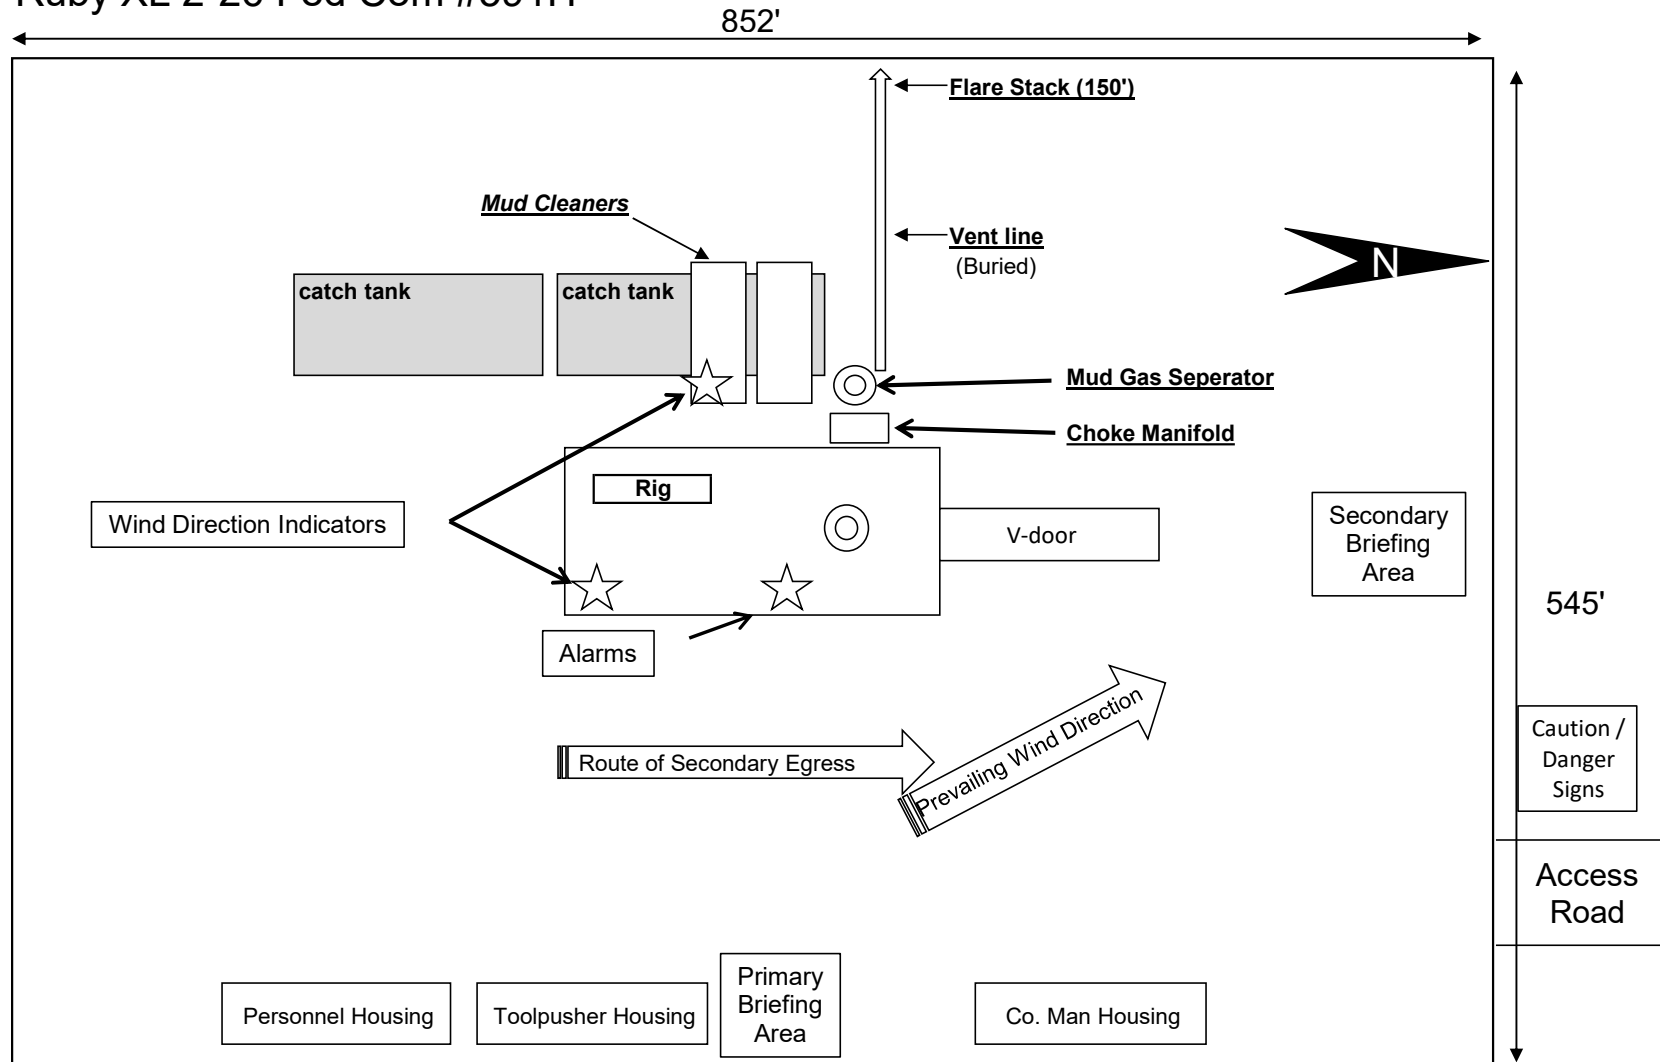 852'
Flare Stack (150')
Mud Cleaners
Vent line
(Buried)
N
catch tank
catch tank
Mud Gas Seperator
Choke Manifold
Rig
Wind Direction Indicators
V-door
Secondary
Briefing
Area
545'
Alarms
Prevailing Wind Direction
Route of Secondary Egress
Caution /
Danger
Signs
Access
Road
Personnel Housing
Toolpusher Housing
Primary
Briefing
Area
Co. Man Housing